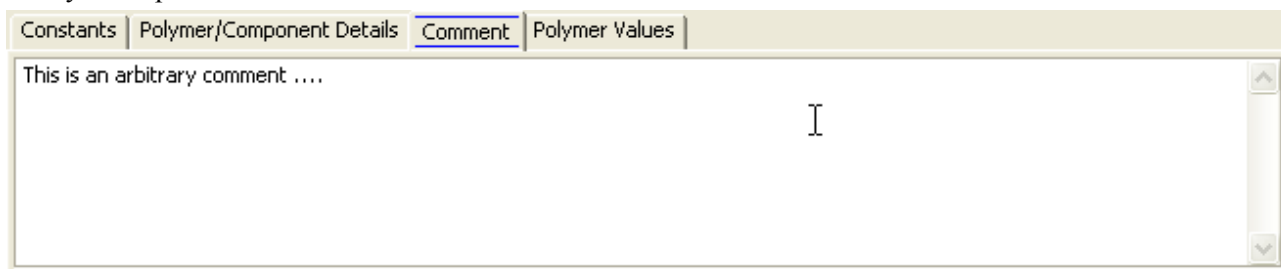 Constants Polymer/Component Details Comment Polymer Values
This is an arbitrary comment ....